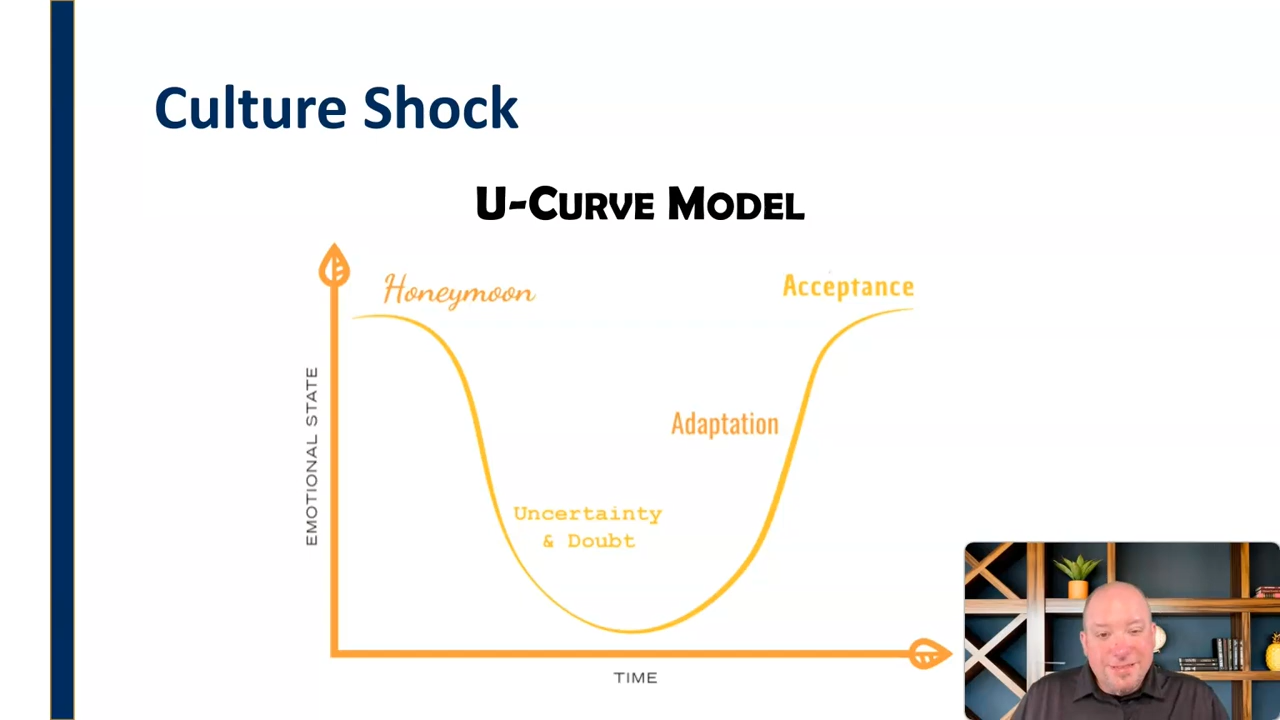 Culture Shock
U-CURVE MODEL
Honeymoon
Acceptance
EMOTIONAL STATE
Adaptation
Uncertainty
& Doubt
TIME